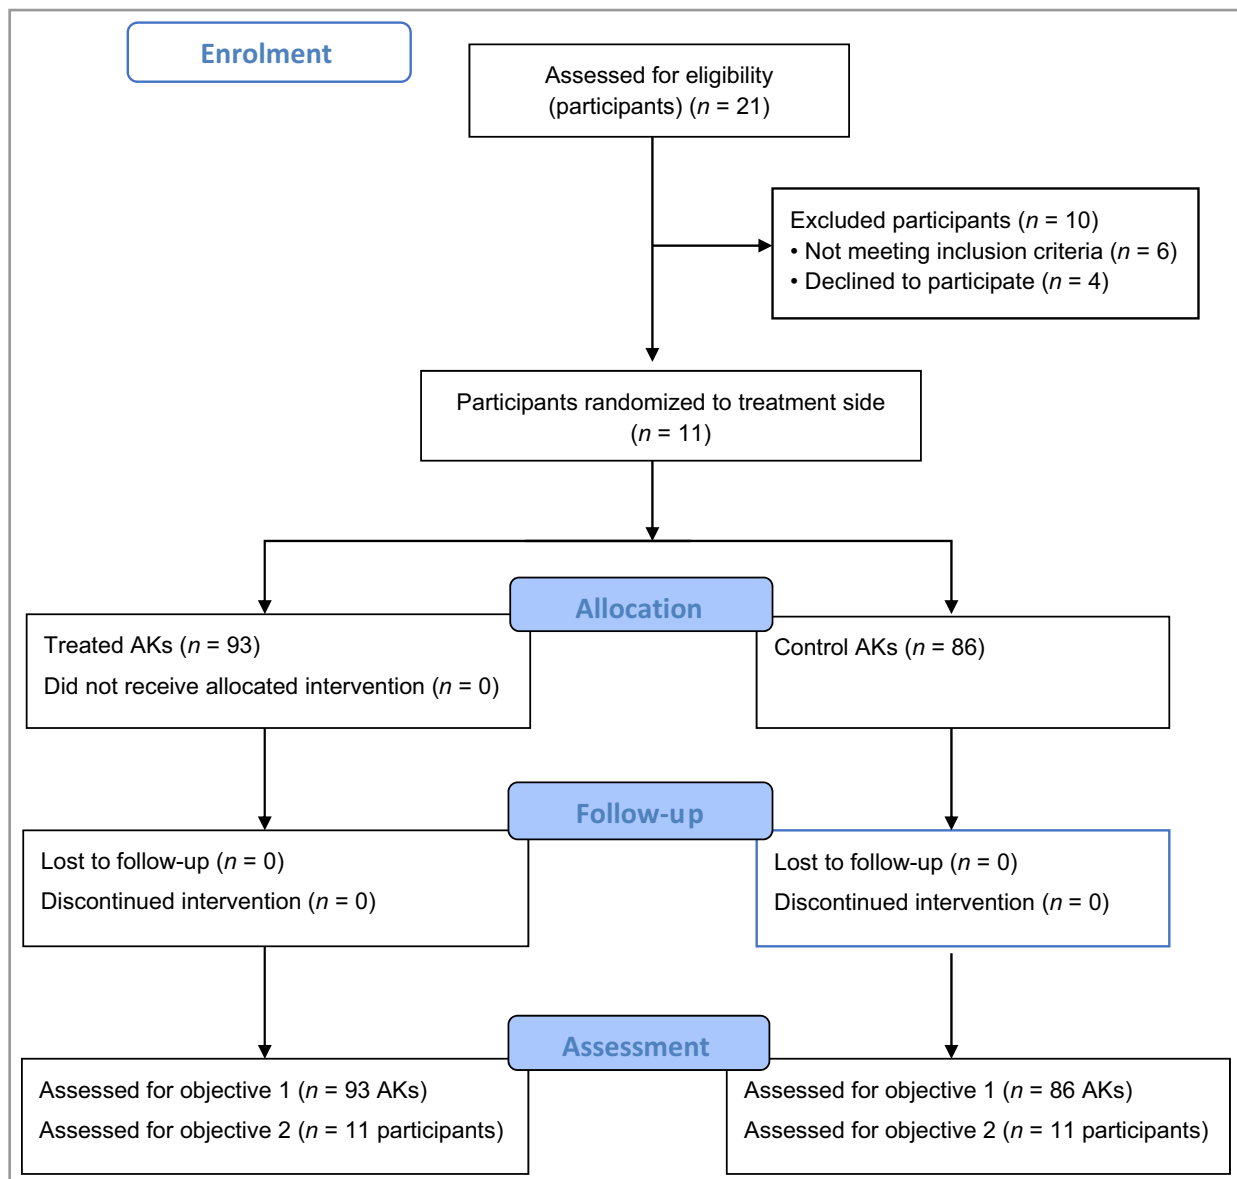 Enrolment
Assessed for eligibility
(participants) (n = 21)
Excluded participants (n = 10)
• Not meeting inclusion criteria (n = 6)
• Declined to participate (n = 4)
Participants randomized to treatment side
(n = 11)
Allocation
Treated AKs (n = 93)
Did not receive allocated intervention (n = 0)
Control AKs (n = 86)
Follow-up
Lost to follow-up (n = 0)
Discontinued intervention (n = 0)
Lost to follow-up (n = 0)
Discontinued intervention (n = 0)
Assessment
Assessed for objective 1 (n = 93 AKs)
Assessed for objective 2 (n = 11 participants)
Assessed for objective 1 (n = 86 AKs)
Assessed for objective 2 (n = 11 participants)